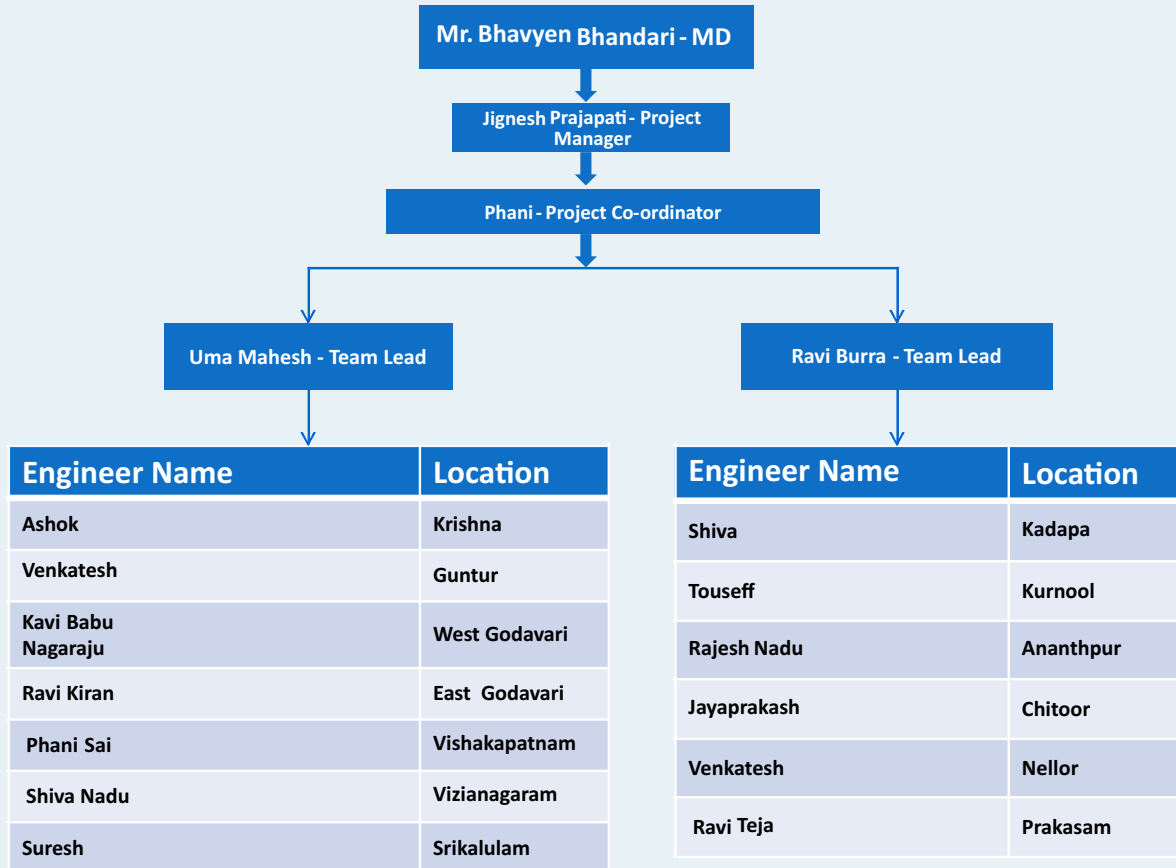 Mr. Bhavyen Bhandari - MD
Jignesh Prajapati - Project
Manager
Phani - Project Co-ordinator
Uma Mahesh - Team Lead
Ravi Burra - Team Lead
Engineer Name Location
Ashok Krishna
Venkatesh Guntur
Kavi Babu
Nagaraju West Godavari
Ravi Kiran East Godavari
Phani Sai Vishakapatnam
Shiva Nadu Vizianagaram
Suresh Srikalulam
Engineer Name Location
Shiva Kadapa
Touseff Kurnool
Rajesh Nadu Ananthpur
Jayaprakash Chitoor
Venkatesh Nellor
Ravi Teja Prakasam